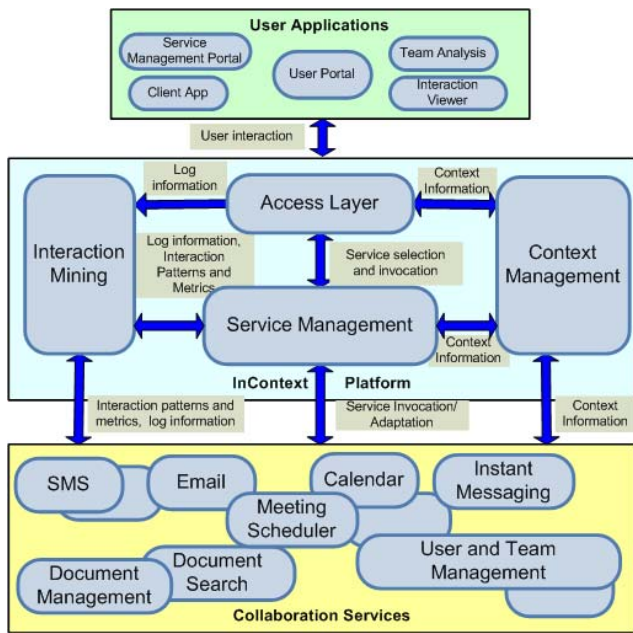 User Applications
Service
Management Portal
User Portal
Team Analysis
Client App
Interaction
Viewer
User interaction
Log
information
Access Layer
Context
Information
Interaction
Mining
Log information,
Interaction
Patterns and
Metrics
Service selection
and invocation
Context
Management
Service Management
Context
Information
InContext Platform
Interaction patterns and
metrics, log information
Service Invocation/
Adaptation
Context
Information
SMS
Email
Calendar
Instant
Messaging
Meeting
Scheduler
User and Team
Management
Document
Search
Document
Management
Collaboration Services